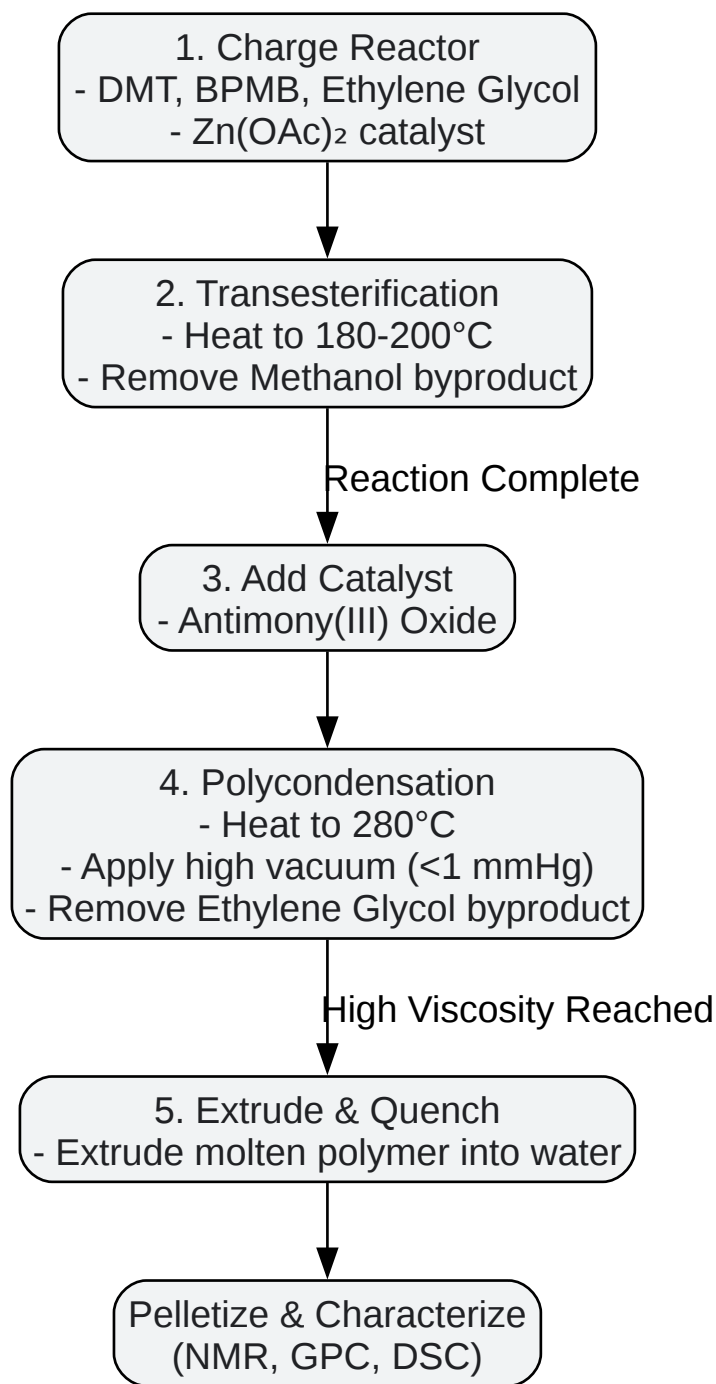 1. Charge Reactor
- DMT, BPMB, Ethylene Glycol
- Zn(OAc)₂ catalyst
2. Transesterification
- Heat to 180-200°C
- Remove Methanol byproduct
Reaction Complete
3. Add Catalyst
- Antimony(III) Oxide
4. Polycondensation
- Heat to 280°C
- Apply high vacuum (<1 mmHg)
- Remove Ethylene Glycol byproduct
High Viscosity Reached
5. Extrude & Quench
- Extrude molten polymer into water
Pelletize & Characterize
(NMR, GPC, DSC)